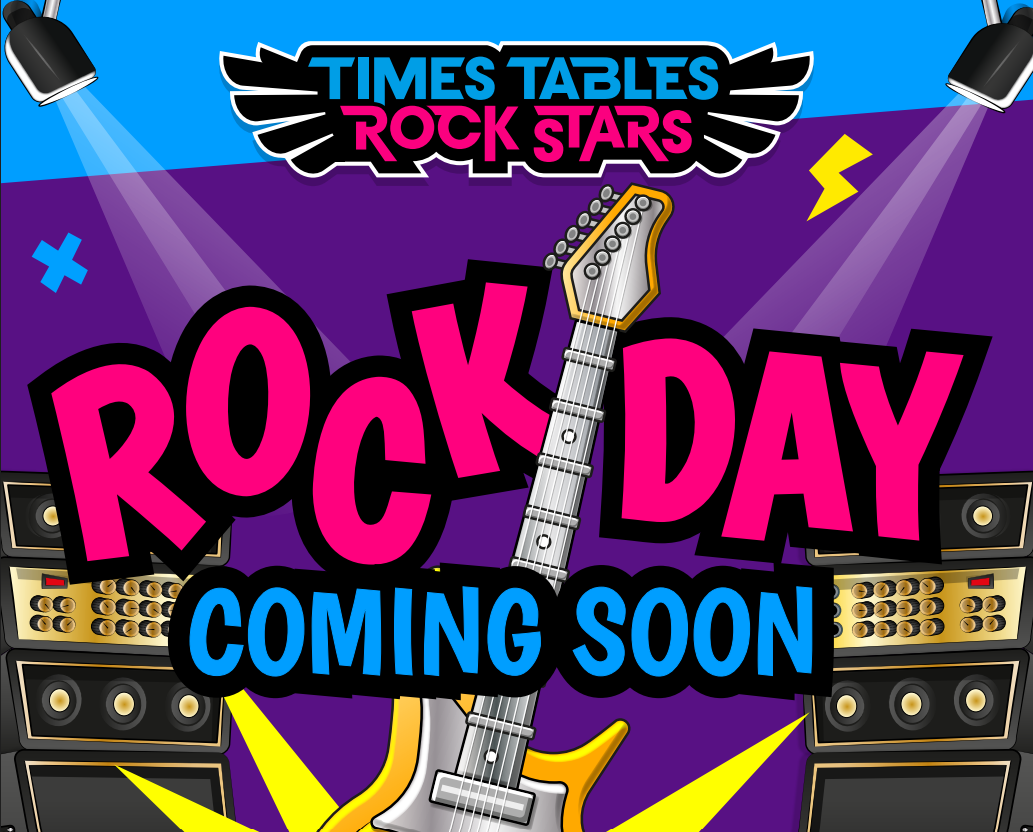 TIMES TABLES
ROCK STARS
ROCK DAY
COMING SOON